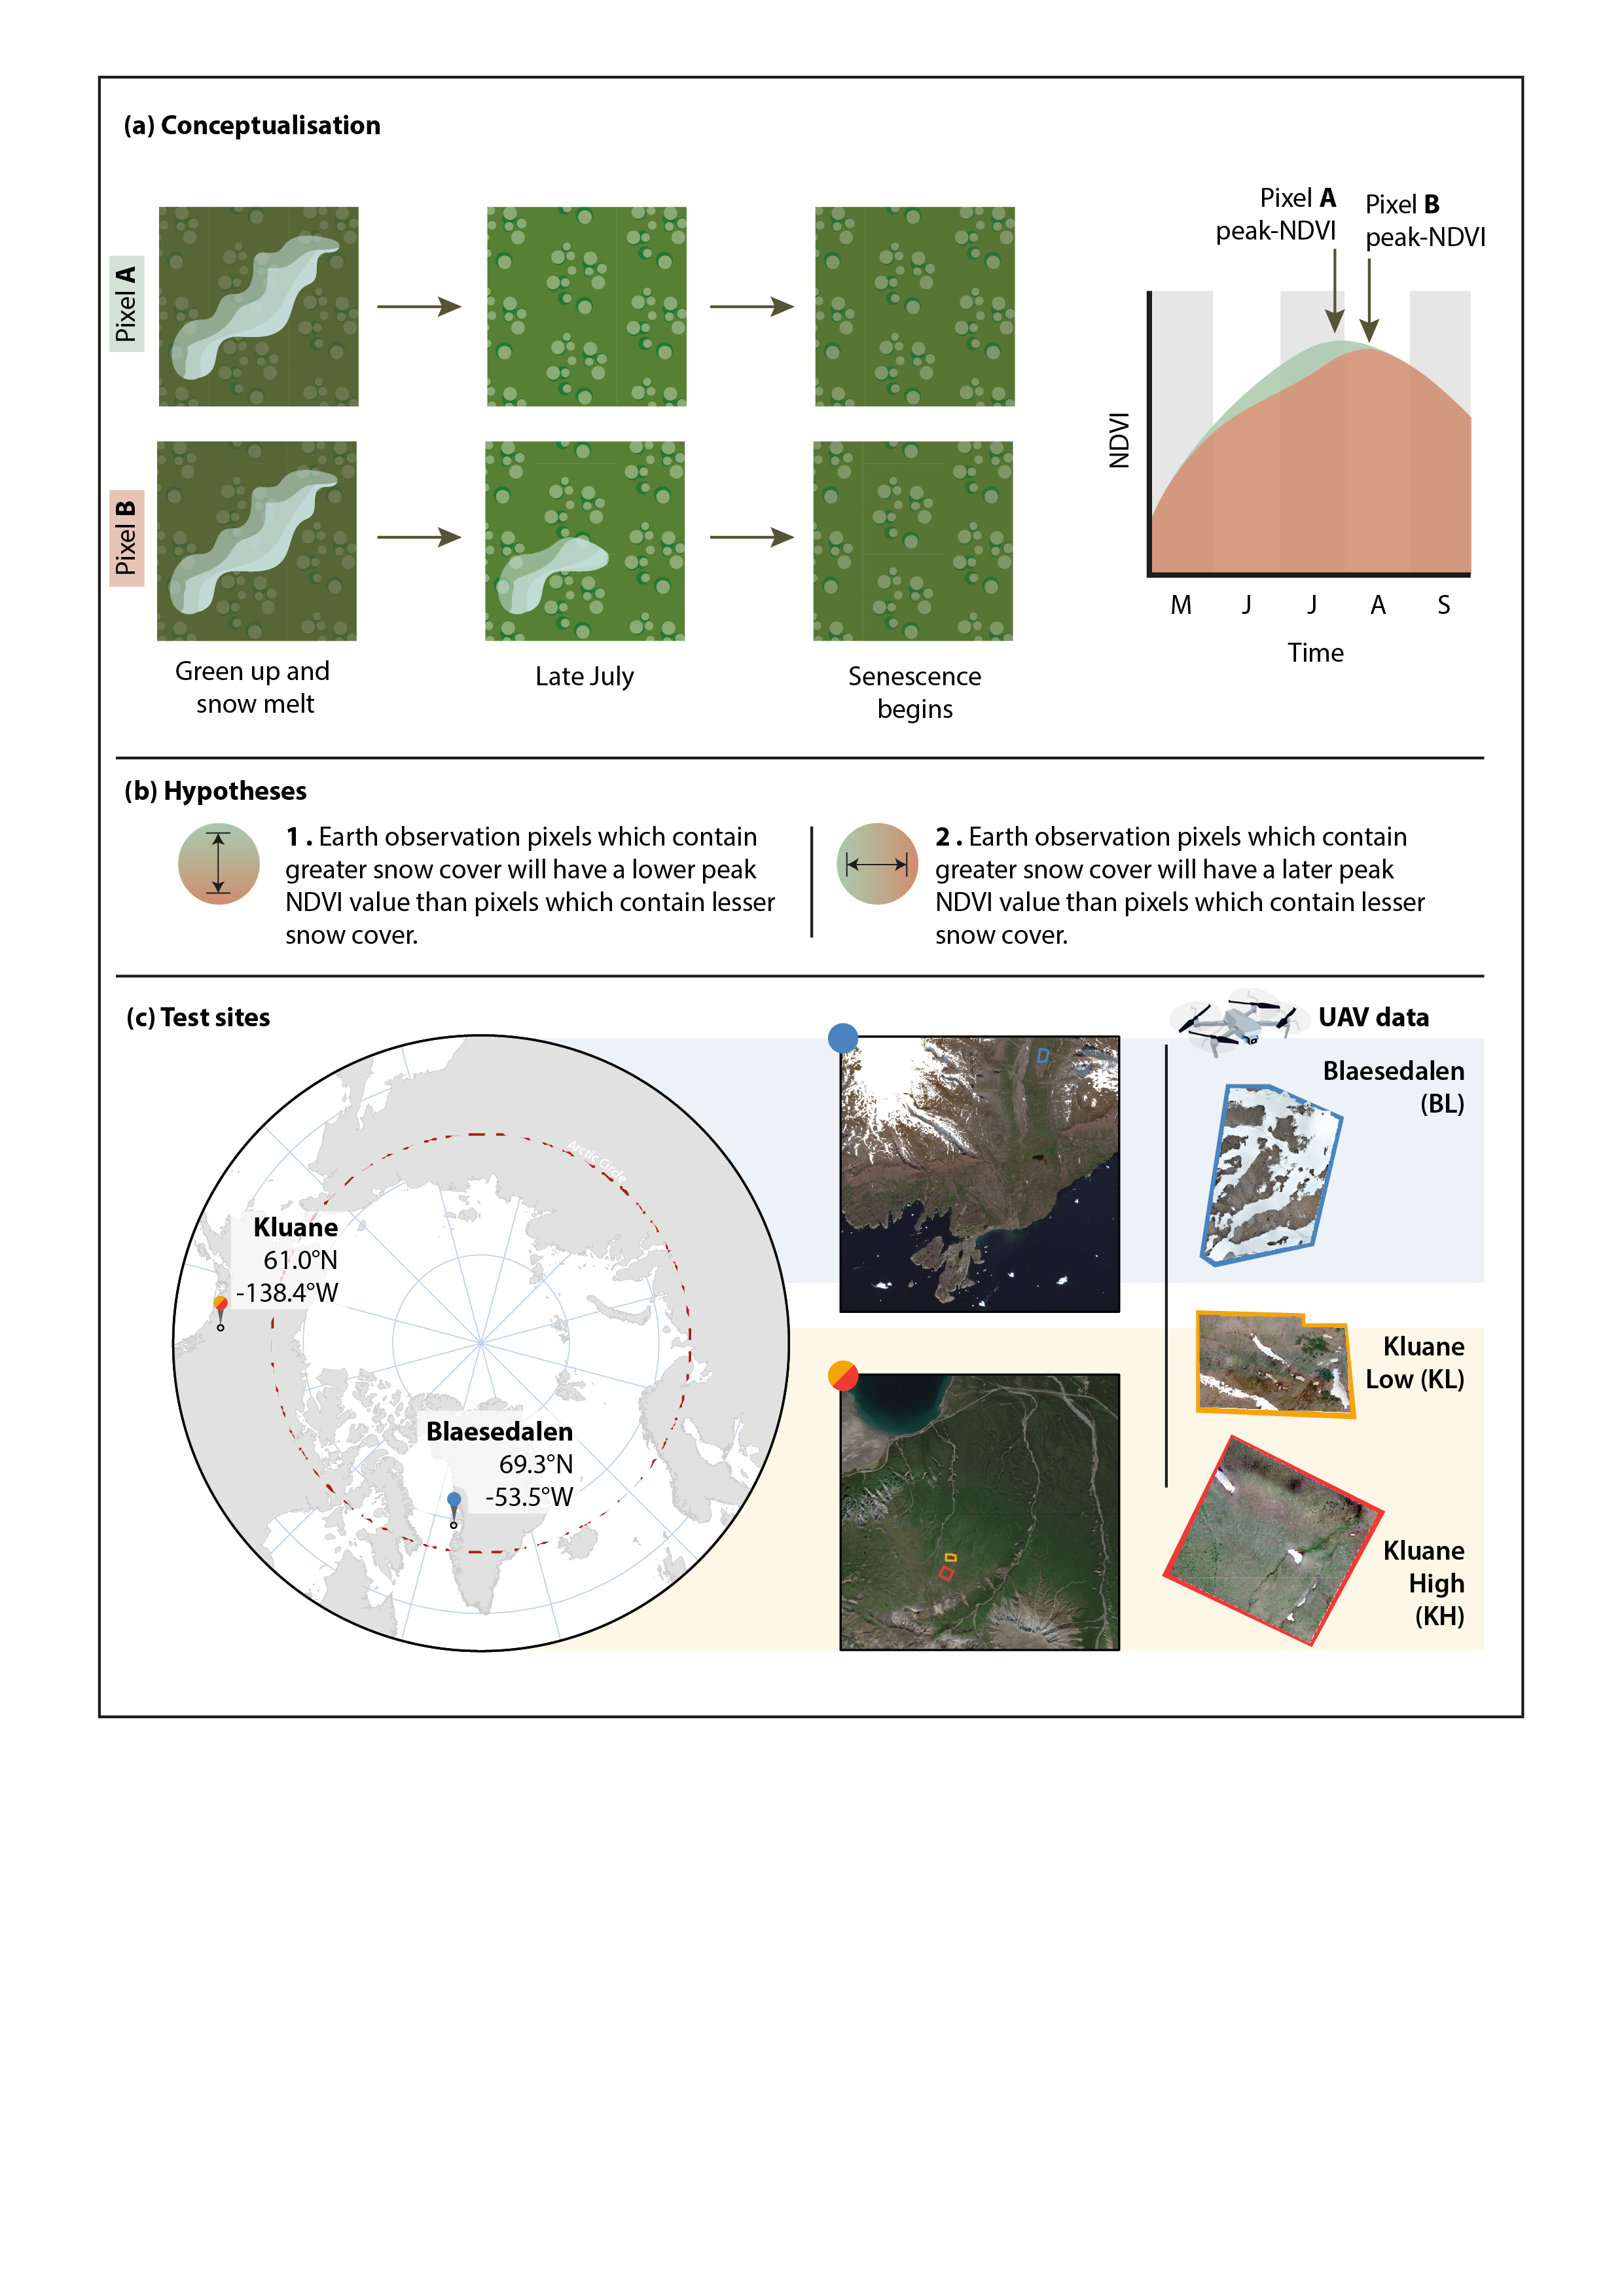 (a) Conceptualisation
Pixel A
peak-NDVI
Pixel B
peak-NDVI
Pixel A
Pixel B
NDVI
M J J A S
Time
Green up and
snow melt
Late July
Senescence
begins
(b) Hypotheses
1 . Earth observation pixels which contain
greater snow cover will have a lower peak
NDVI value than pixels which contain lesser
snow cover.
2 . Earth observation pixels which contain
greater snow cover will have a later peak
NDVI value than pixels which contain lesser
snow cover.
(c) Test sites
UAV data
Arctic Circle
Kluane
61.0°N
-138.4°W
Blaesedalen
69.3°N
-53.5°W
Blaesedalen
(BL)
Kluane
Low (KL)
Kluane
High
(KH)